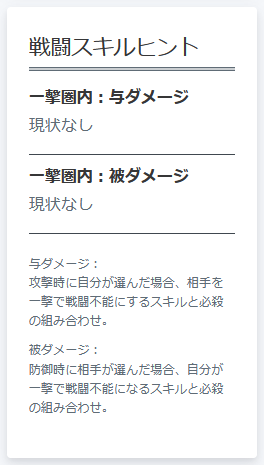 戦闘スキルヒント
一撃圏内：与ダメージ
現状なし
一撃圏内：被ダメージ
現状なし
与ダメージ：
攻撃時に自分が選んだ場合、相手を
一撃で戦闘不能にするスキルと必殺
の組み合わせ。
被ダメージ：
防御時に相手が選んだ場合、自分が
一撃で戦闘不能になるスキルと必殺
の組み合わせ。